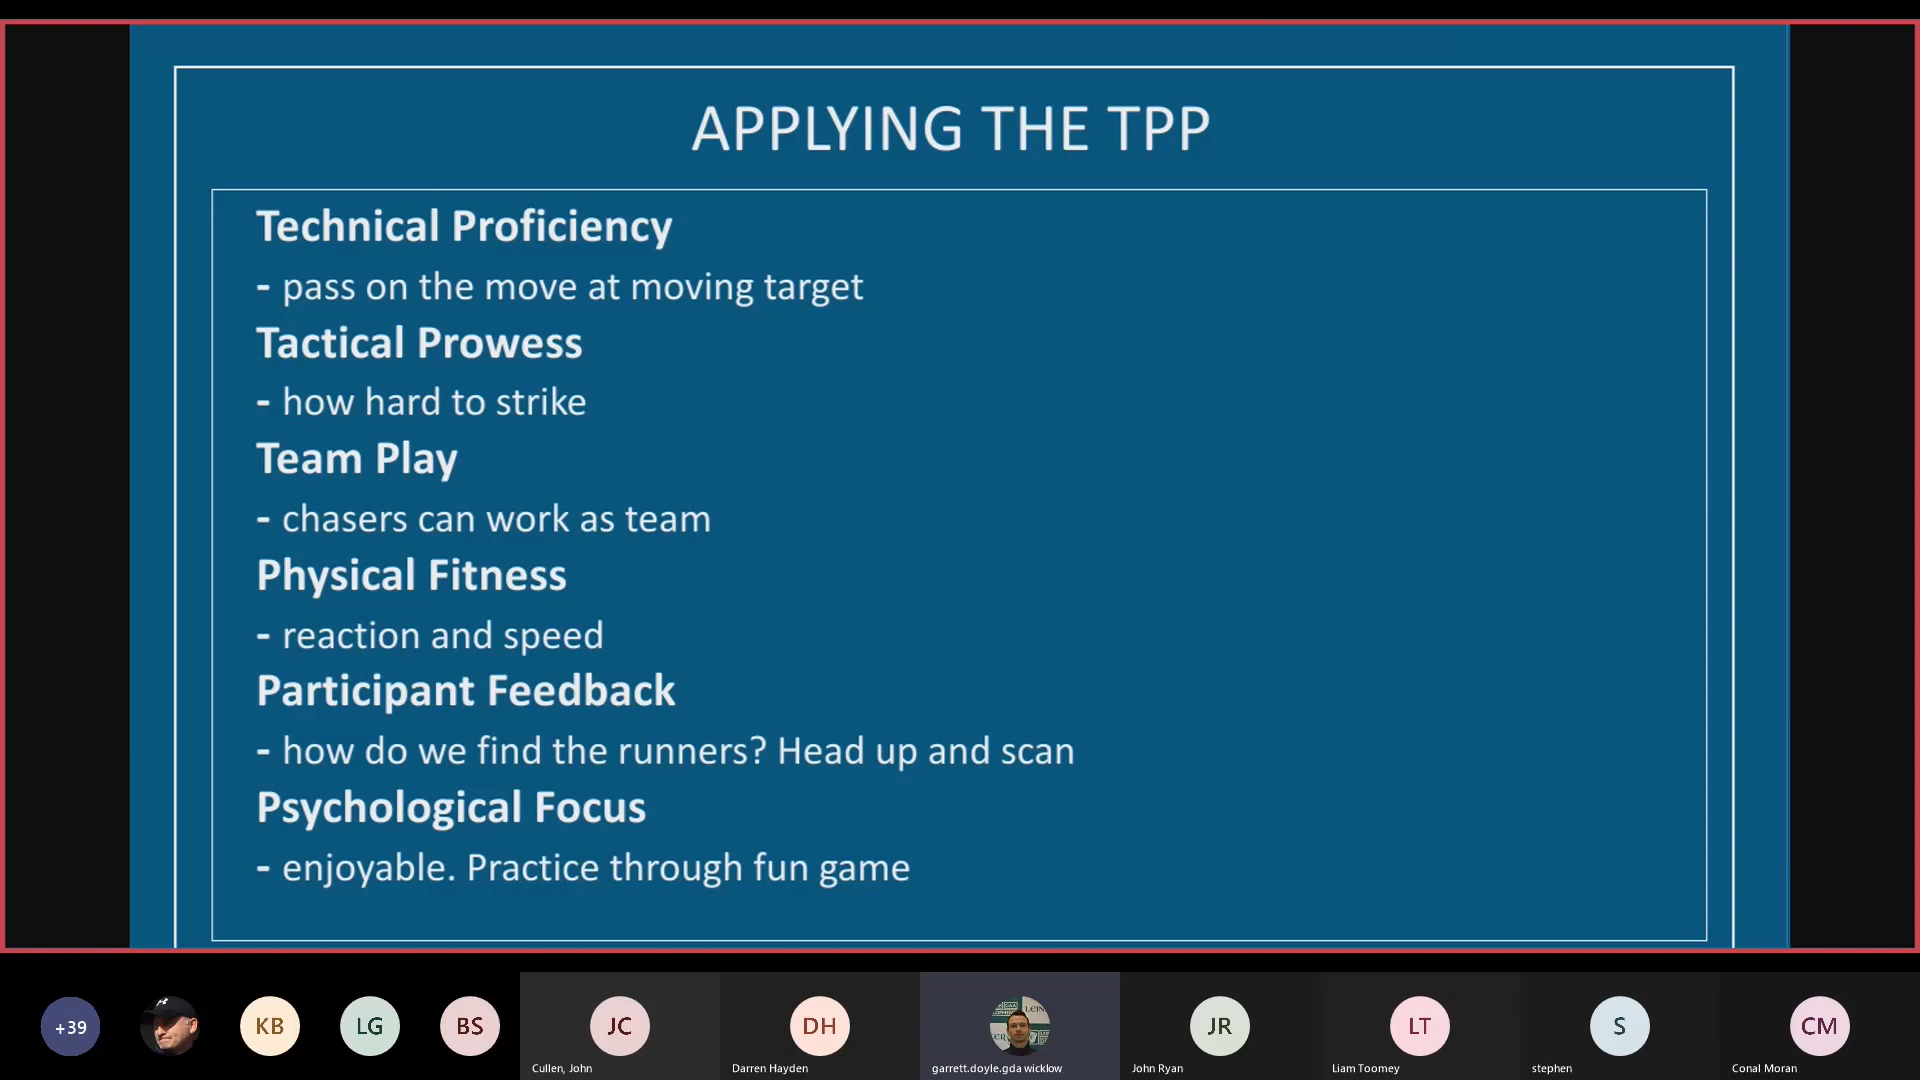 APPLYING THE TPP
Technical Proficiency
- pass on the move at moving target
Tactical Prowess
- how hard to strike
Team Play
- chasers can work as team
Physical Fitness
- reaction and speed
Participant Feedback
- how do we find the runners? Head up and scan
Psychological Focus
- enjoyable. Practice through fun game
+39
KB
LG
BS
JC
DH
JR
LT
S
CM
Cullen, John
Darren Hayden
garrett.doyle.gda wicklow
John Ryan
Liam Toomey
stephen
Conal Moran